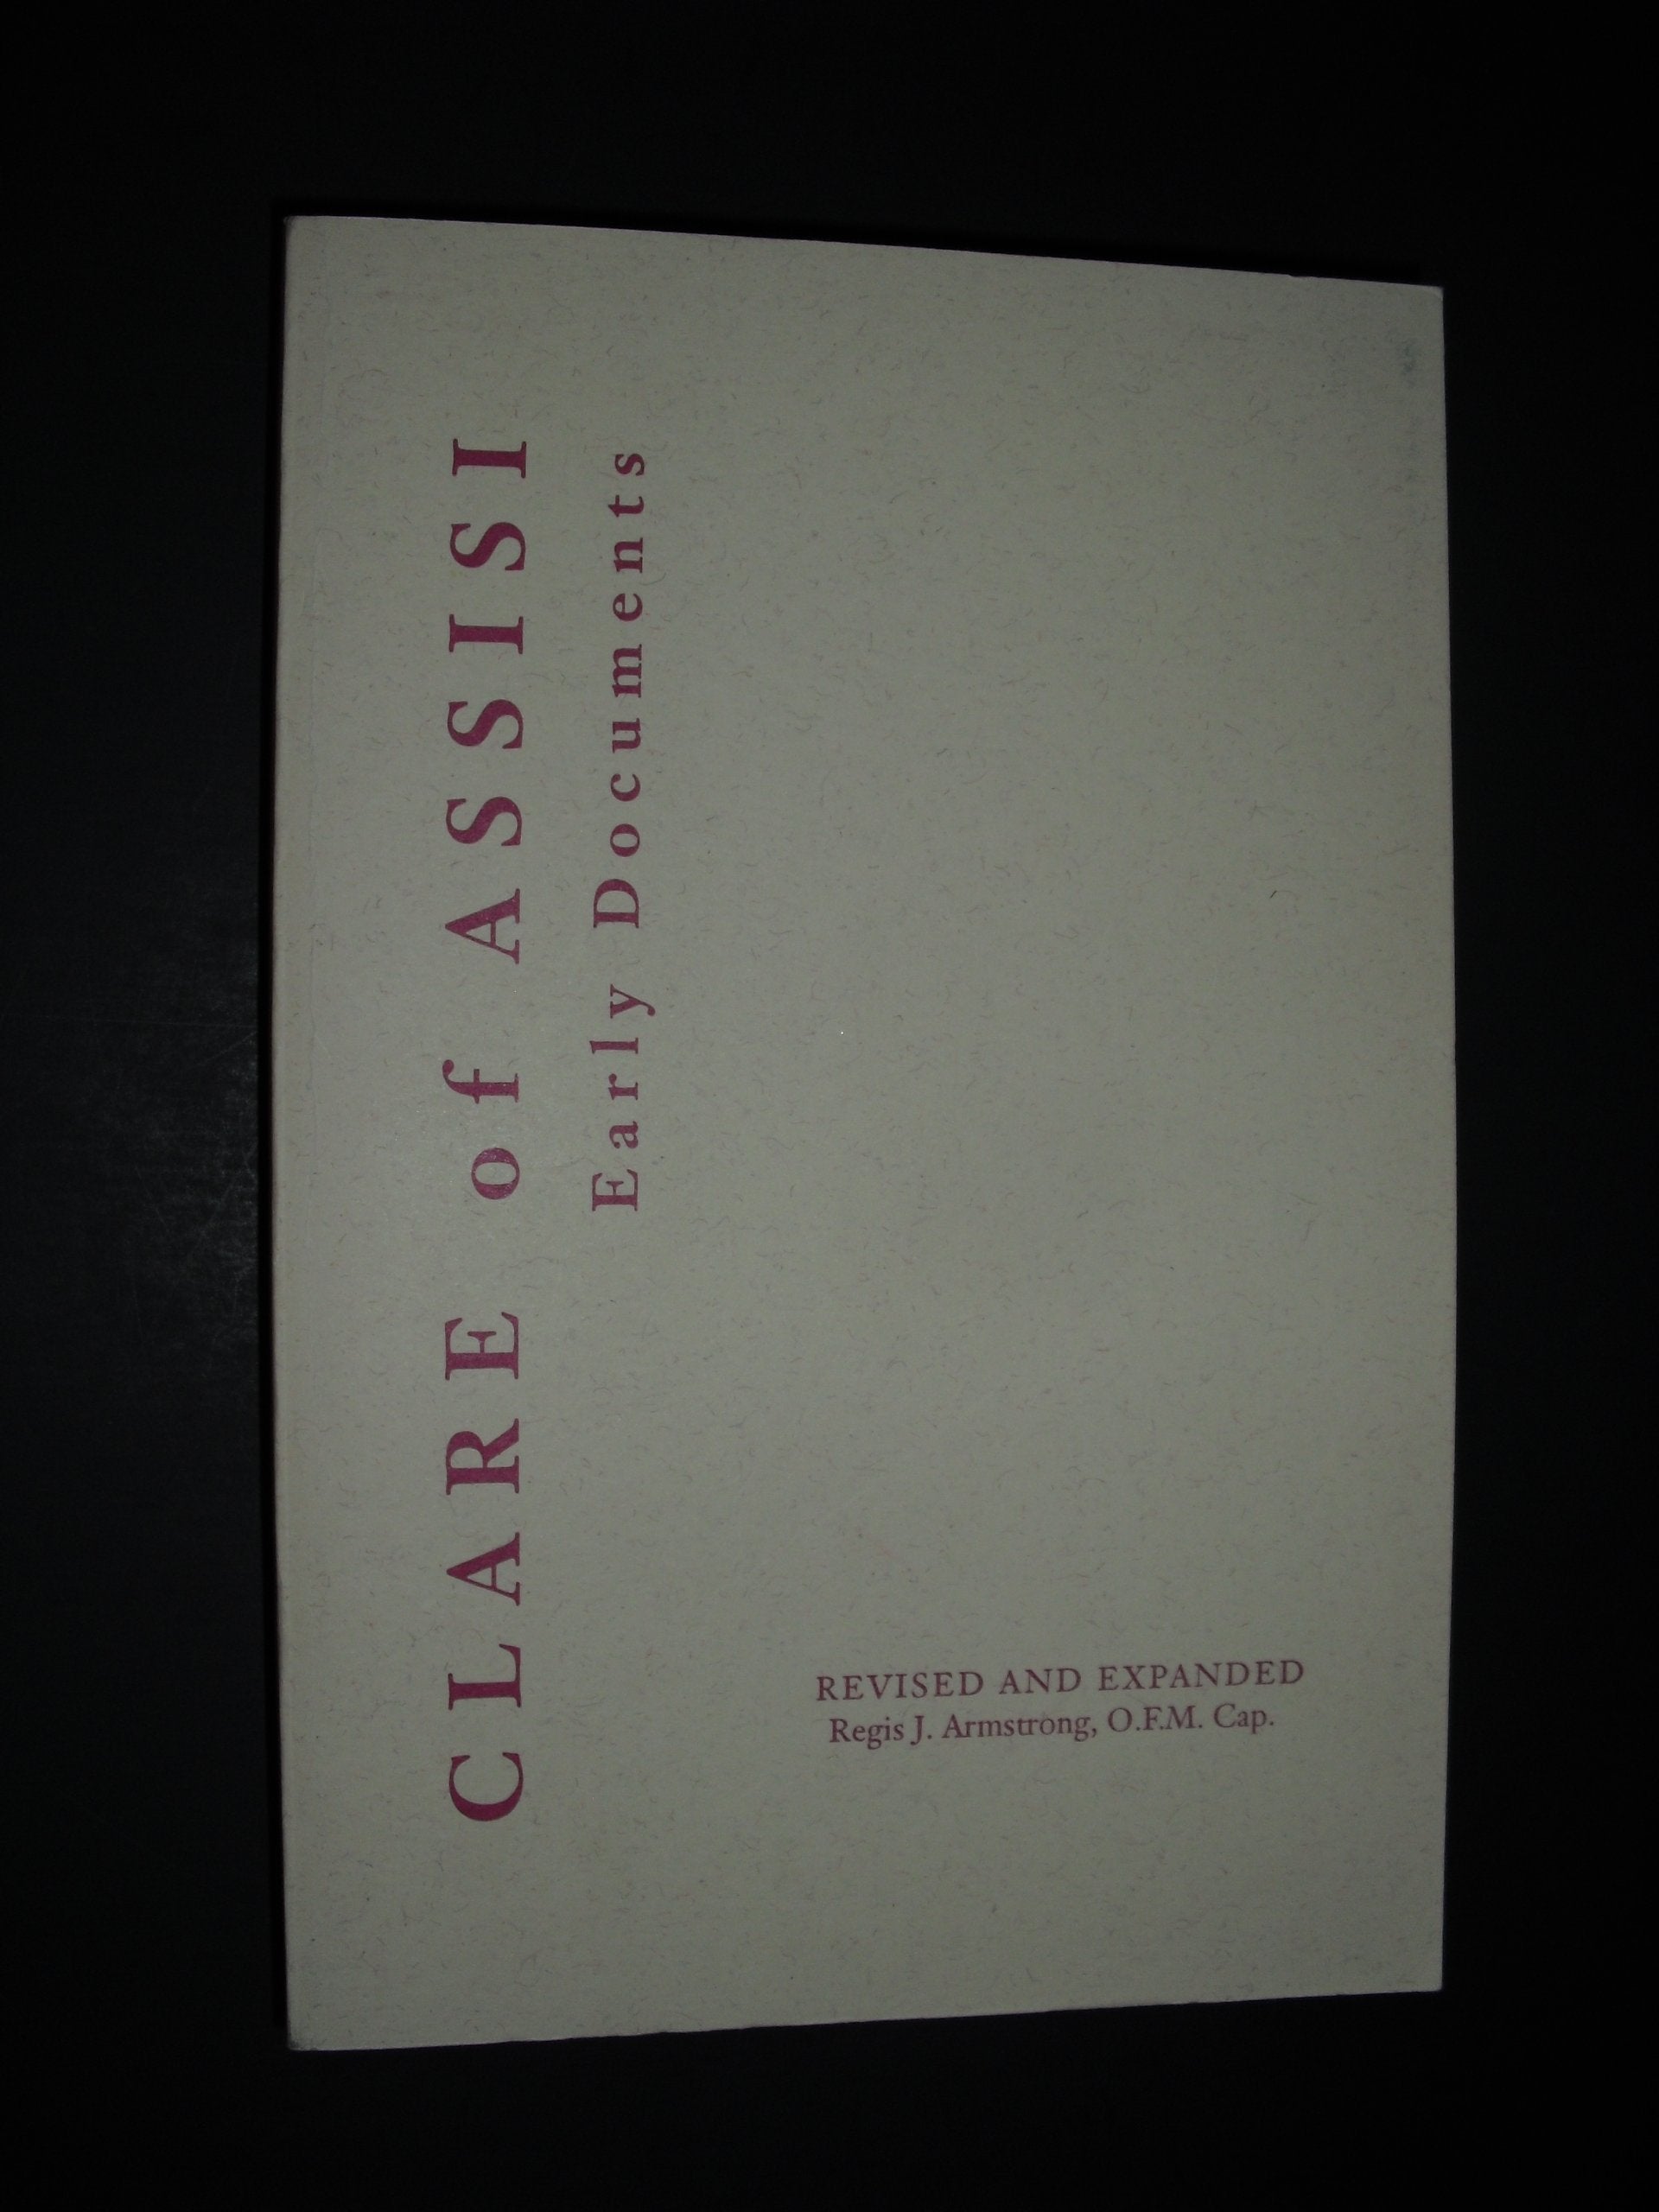 CLARE of ASSISI
Early Documents
REVISED AND EXPANDED
Regis J. Armstrong, O.F.M. Cap.